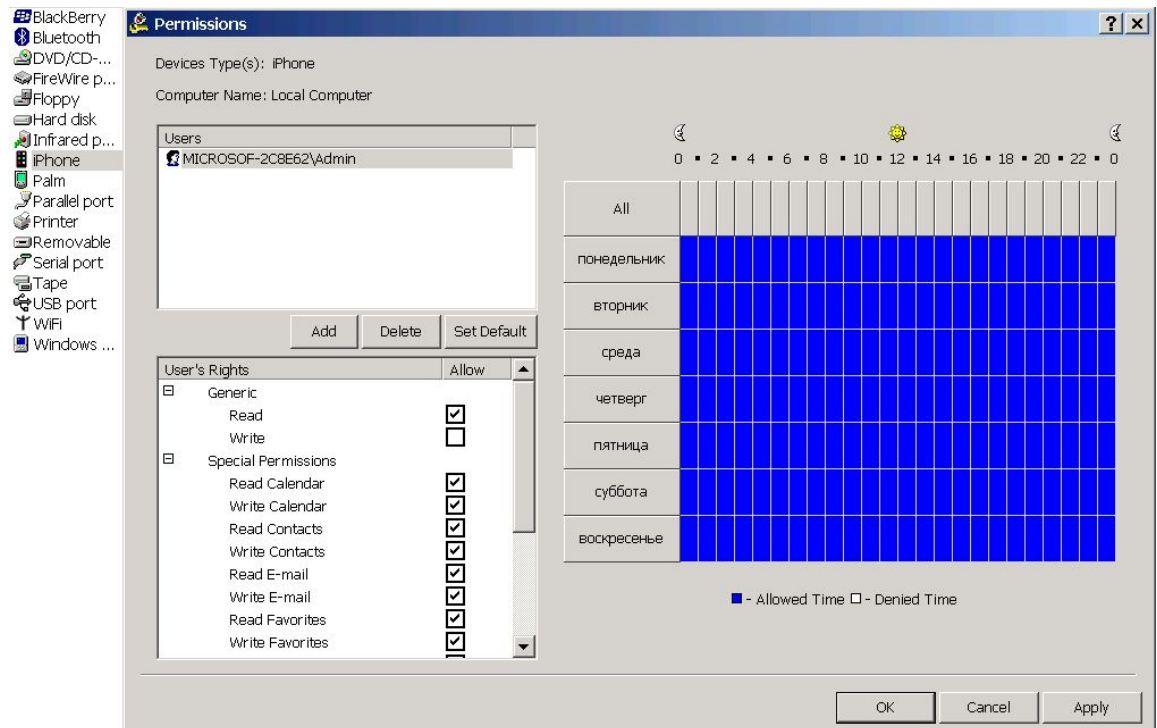 BlackBerry
Bluetooth
DVD/CD-...
FireWire p...
Floppy
Hard disk
Infrared p...
iPhone
Palm
Parallel port
Printer
Removable
Serial port
Tape
USB port
WiFi
Windows ...
Permissions
Devices Type(s): iPhone
Computer Name: Local Computer
Users
MICROSOF-2C8E62\Admin
Add Delete Set Default
User's Rights Allow
Generic
Read
Write
Special Permissions
Read Calendar
Write Calendar
Read Contacts
Write Contacts
Read E-mail
Write E-mail
Read Favorites
Write Favorites
0 2 4 6 8 10 12 14 16 18 20 22 0
All
понедельник
вторник
среда
четверг
пятница
суббота
воскресенье
- Allowed Time - Denied Time
OK Cancel Apply